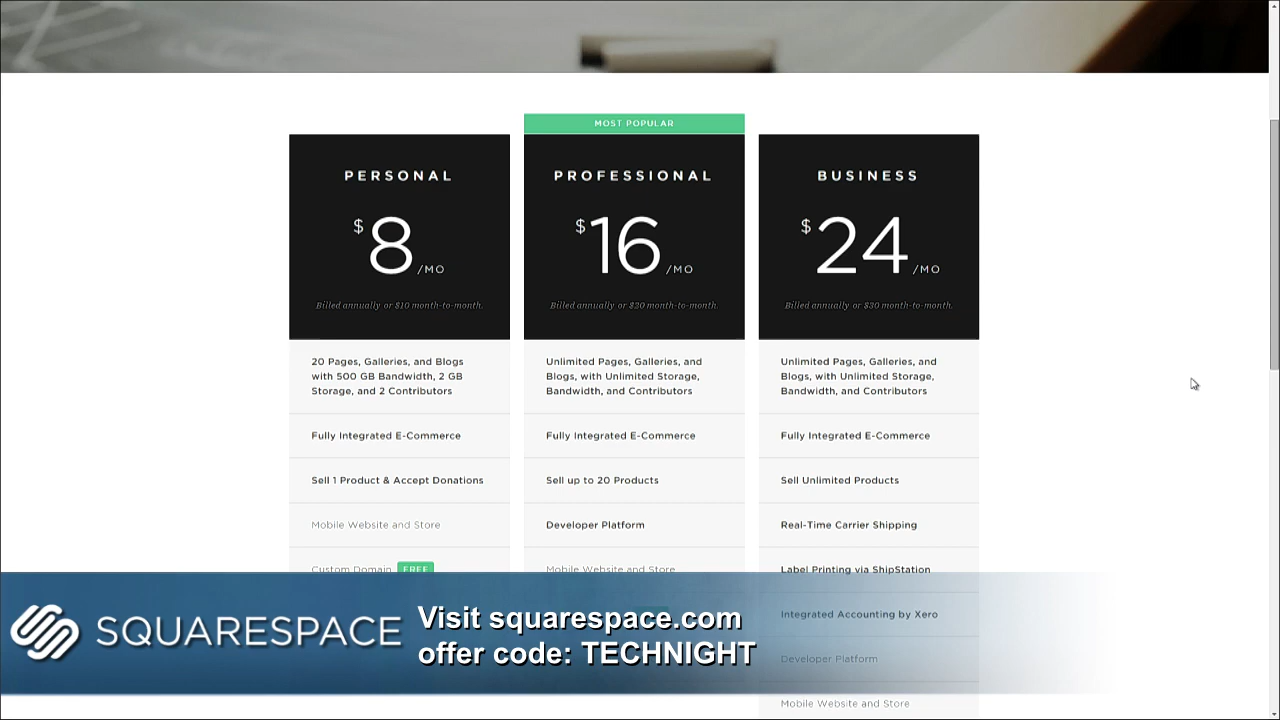 MOST POPULAR
PERSONAL
$8/MO
Billed annually or $10 month-to-month.
20 Pages, Galleries, and Blogs
with 500 GB Bandwidth, 2 GB
Storage, and 2 Contributors
Fully Integrated E-Commerce
Sell 1 Product & Accept Donations
Mobile Website and Store
Custom Domain FREE
PROFESSIONAL
$16/MO
Billed annually or $20 month-to-month.
Unlimited Pages, Galleries, and
Blogs, with Unlimited Storage,
Bandwidth, and Contributors
Fully Integrated E-Commerce
Sell up to 20 Products
Developer Platform
Mobile Website and Store
BUSINESS
$24/MO
Billed annually or $30 month-to-month.
Unlimited Pages, Galleries, and
Blogs, with Unlimited Storage,
Bandwidth, and Contributors
Fully Integrated E-Commerce
Sell Unlimited Products
Real-Time Carrier Shipping
Label Printing via ShipStation
Integrated Accounting by Xero
Developer Platform
Mobile Website and Store
SQUARESPACE
Visit squarespace.com
offer code: TECHNIGHT